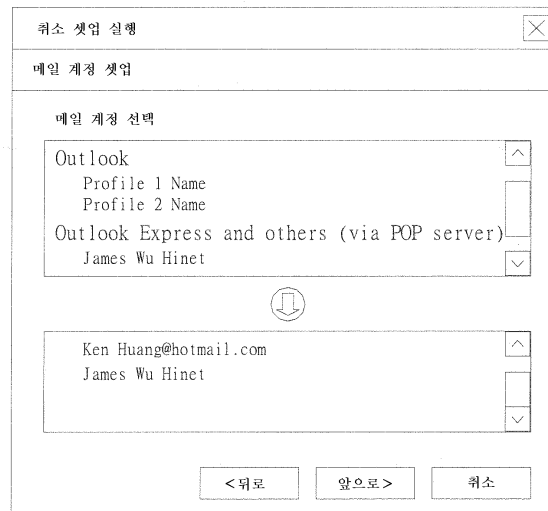 취소 셋업 실행
메일 계정 셋업
메일 계정 선택
Outlook
Profile 1 Name
Profile 2 Name
Outlook Express and others (via POP server)
James Wu Hinet
Ken Huang@hotmail.com
James Wu Hinet
<뒤로 앞으로> 취소